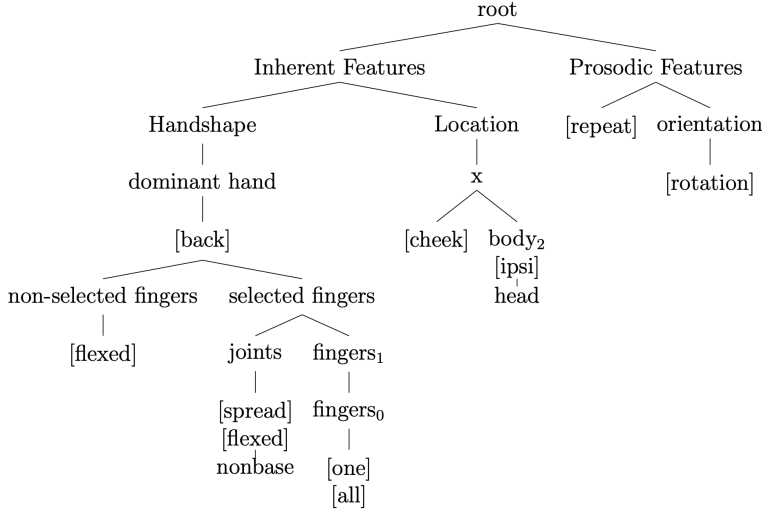 root
Inherent Features Prosodic Features
Handshape Location [repeat] orientation
dominant hand x [rotation]
[back] [cheek] body₂
[ipsi]
non-selected fingers selected fingers head
[flexed] joints fingers₁
[spread] fingers₀
[flexed]
nonbase [one]
[all]